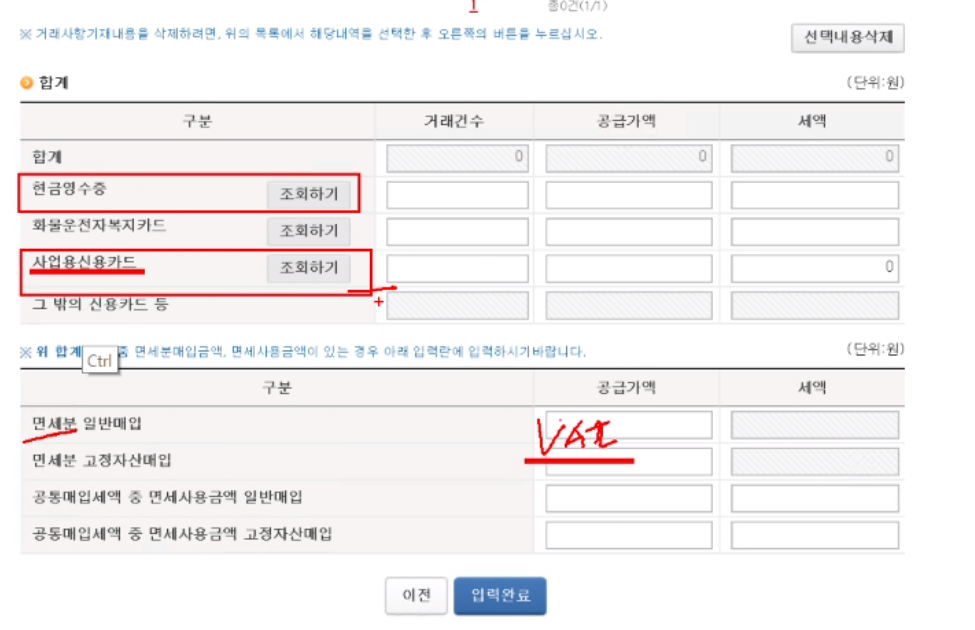 1 총0건(1/1)
※ 거래사항기재내용을 삭제하려면, 위의 목록에서 해당내역을 선택한 후 오른쪽의 버튼을 누르십시오. 선택내용삭제
합계 (단위:원)
구분 거래건수 공급가액 세액
합계 0 0 0
현금영수증 조회하기
화물운전자복지카드 조회하기
사업용신용카드 조회하기 0
그 밖의 신용카드 등
※ 위 합계 중 면세분매입금액, 면세사용금액이 있는 경우 아래 입력란에 입력하시기바랍니다. (단위:원)
Ctrl
구분 공급가액 세액
면세분 일반매입
VAT
면세분 고정자산매입
공통매입세액 중 면세사용금액 일반매입
공통매입세액 중 면세사용금액 고정자산매입
이전 입력완료